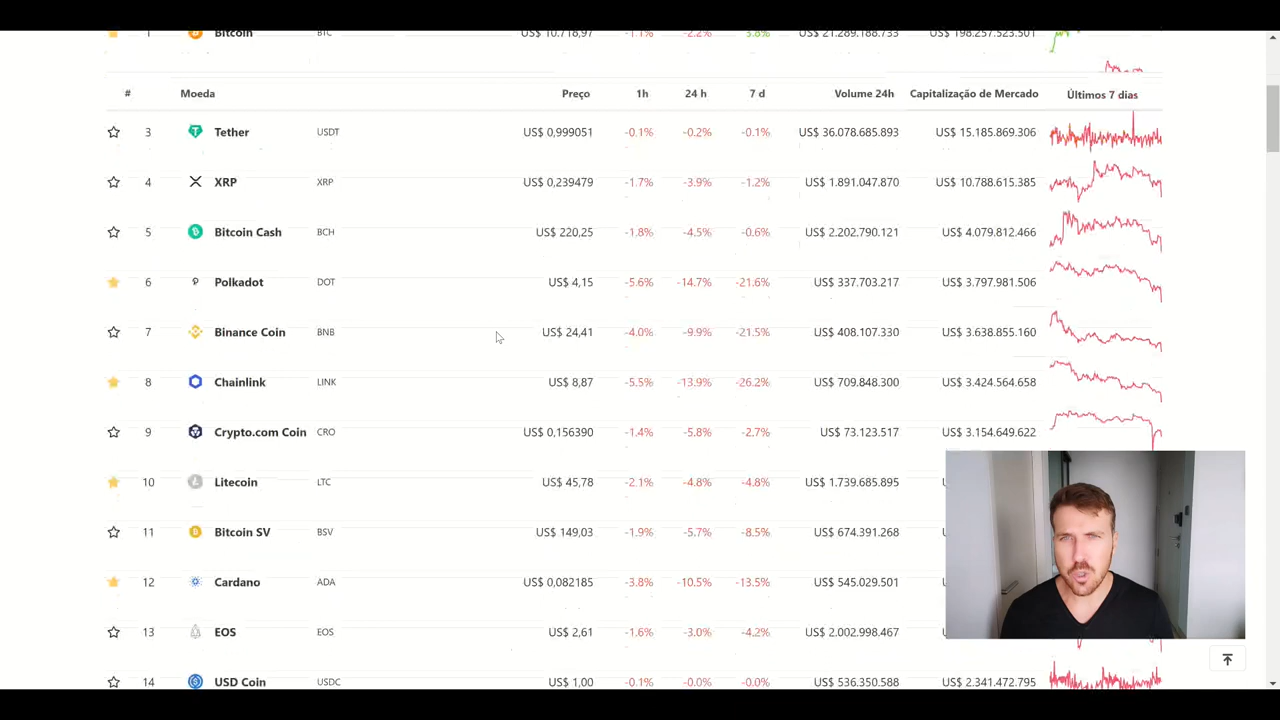 1 Bitcoin BTC US$ 10.718,97 -1.1% -2.2% 3.8% US$ 21.289.188.733 US$ 198.257.523.501
# Moeda Preço 1h 24 h 7 d Volume 24h Capitalização de Mercado Últimos 7 dias
3 Tether USDT US$ 0,999051 -0.1% -0.2% -0.1% US$ 36.078.685.893 US$ 15.185.869.306
4 XRP XRP US$ 0,239479 -1.7% -3.9% -1.2% US$ 1.891.047.870 US$ 10.788.615.385
5 Bitcoin Cash BCH US$ 220,25 -1.8% -4.5% -0.6% US$ 2.202.790.121 US$ 4.079.812.466
6 Polkadot DOT US$ 4,15 -5.6% -14.7% -21.6% US$ 337.703.217 US$ 3.797.981.506
7 Binance Coin BNB US$ 24,41 -4.0% -9.9% -21.5% US$ 408.107.330 US$ 3.638.855.160
8 Chainlink LINK US$ 8,87 -5.5% -13.9% -26.2% US$ 709.848.300 US$ 3.424.564.658
9 Crypto.com Coin CRO US$ 0,156390 -1.4% -5.8% -2.7% US$ 73.123.517 US$ 3.154.649.622
10 Litecoin LTC US$ 45,78 -2.1% -4.8% -4.8% US$ 1.739.685.895
11 Bitcoin SV BSV US$ 149,03 -1.9% -5.7% -8.5% US$ 674.391.268
12 Cardano ADA US$ 0,082185 -3.8% -10.5% -13.5% US$ 545.029.501
13 EOS EOS US$ 2,61 -1.6% -3.0% -4.2% US$ 2.002.998.467
14 USD Coin USDC US$ 1,00 -0.1% -0.0% -0.0% US$ 536.350.588 US$ 2.341.472.795